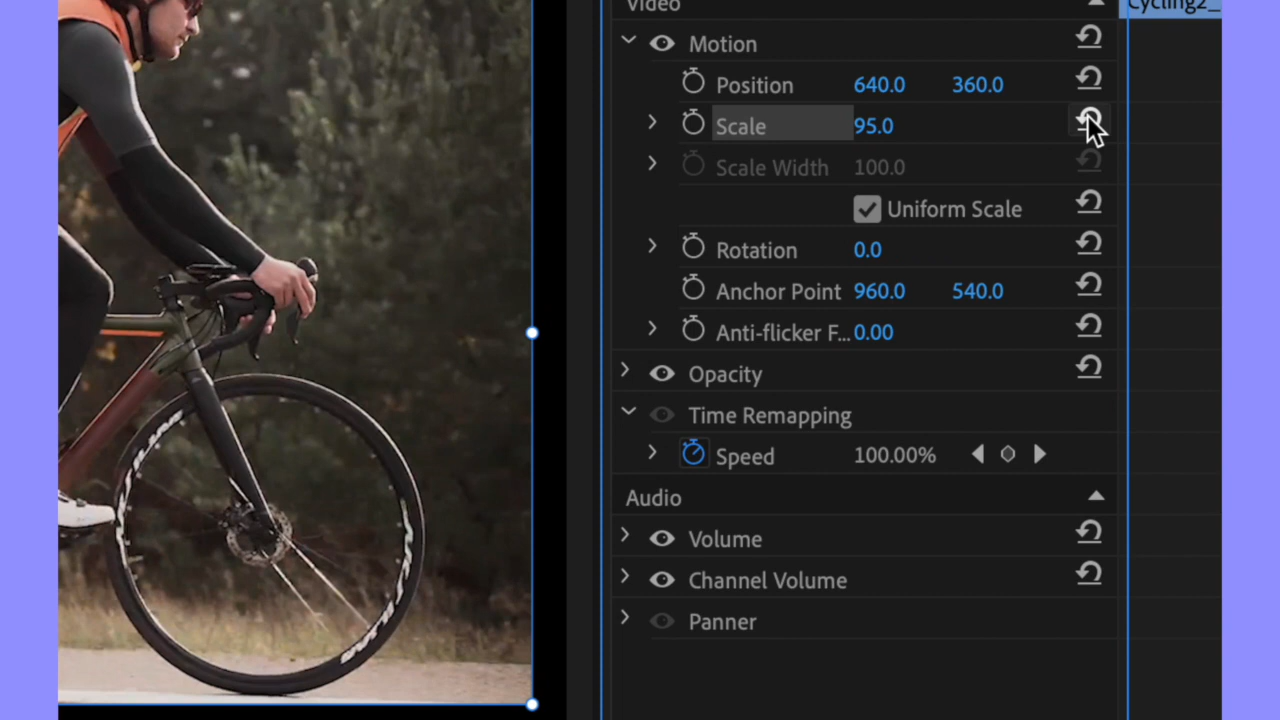 Video
Cycling2_
Motion
Position 640.0 360.0
Scale 95.0
Scale Width 100.0
Uniform Scale
Rotation 0.0
Anchor Point 960.0 540.0
Anti-flicker F... 0.00
Opacity
Time Remapping
Speed 100.00%
Audio
Volume
Channel Volume
Panner